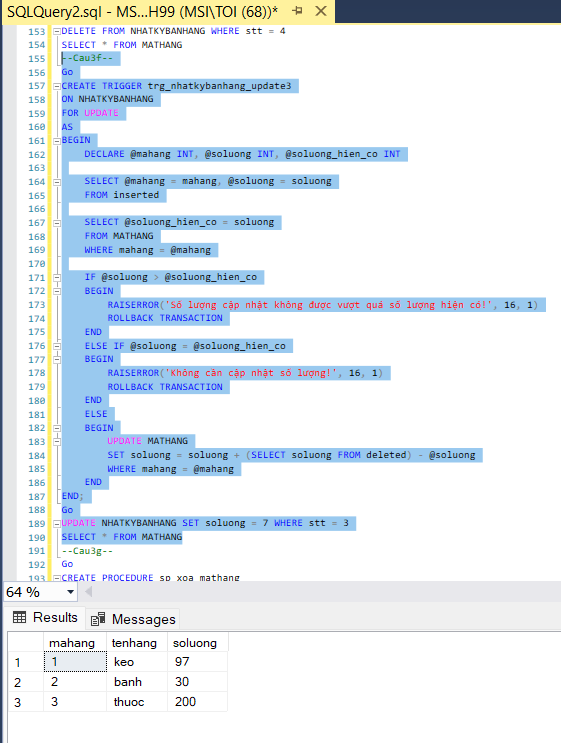 SQLQuery2.sql - MS...H99 (MSI\TOI (68))*
153 DELETE FROM NHATKYBANHANG WHERE stt = 4
154 SELECT * FROM MATHANG
155 --Cau3f--
156 Go
157 CREATE TRIGGER trg_nhatkybanhang_update3
158 ON NHATKYBANHANG
159 FOR UPDATE
160 AS
161 BEGIN
162 DECLARE @mahang INT, @soluong INT, @soluong_hien_co INT
163
164 SELECT @mahang = mahang, @soluong = soluong
165 FROM inserted
166
167 SELECT @soluong_hien_co = soluong
168 FROM MATHANG
169 WHERE mahang = @mahang
170
171 IF @soluong > @soluong_hien_co
172 BEGIN
173 RAISERROR('Số lượng cập nhật không được vượt quá số lượng hiện có!', 16, 1)
174 ROLLBACK TRANSACTION
175 END
176 ELSE IF @soluong = @soluong_hien_co
177 BEGIN
178 RAISERROR('Không cần cập nhật số lượng!', 16, 1)
179 ROLLBACK TRANSACTION
180 END
181 ELSE
182 BEGIN
183 UPDATE MATHANG
184 SET soluong = soluong + (SELECT soluong FROM deleted) - @soluong
185 WHERE mahang = @mahang
186 END
187 END;
188 Go
189 UPDATE NHATKYBANHANG SET soluong = 7 WHERE stt = 3
190 SELECT * FROM MATHANG
191 --Cau3g--
192 Go
193 CREATE PROCEDURE sp_xoa_mathang
64 %
Results Messages
mahang tenhang soluong
1 1 keo 97
2 2 banh 30
3 3 thuoc 200